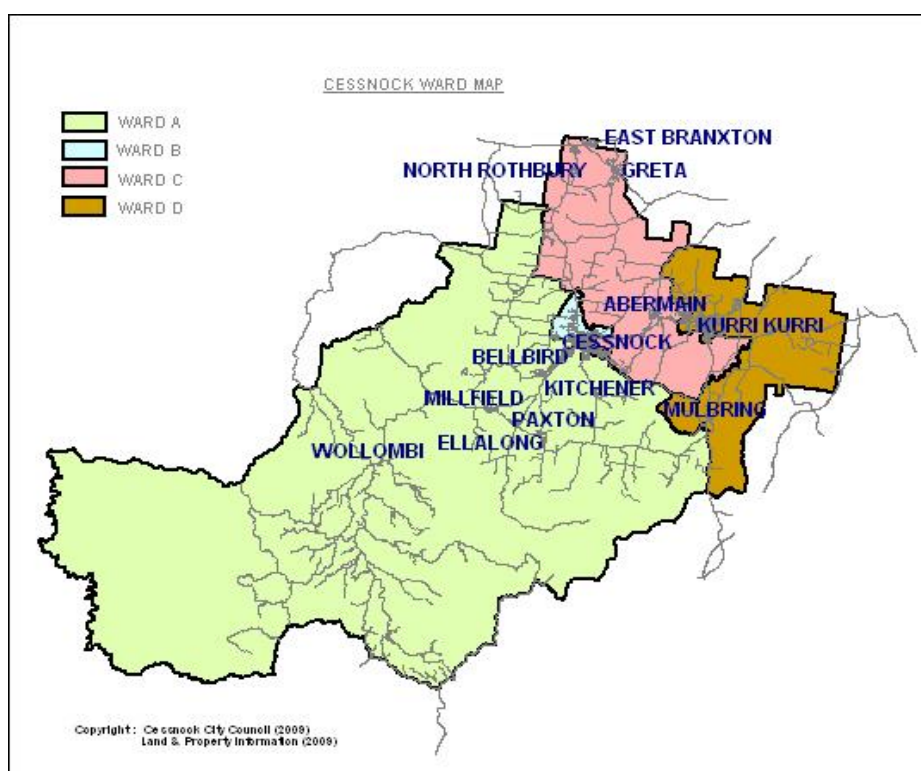 CESSNOCK WARD MAP
WARD A
WARD B
WARD C
WARD D
EAST BRANXTON
NORTH ROTHBURY
GRETA
ABERMAIN
KURRI KURRI
CESSNOCK
BELLBIRD
KITCHENER
MILLFIELD
MULBRING
PAXTON
ELLALONG
WOLLOMBI
Copyright : Cessnock City Council (2009)
Land & Property Information (2009)